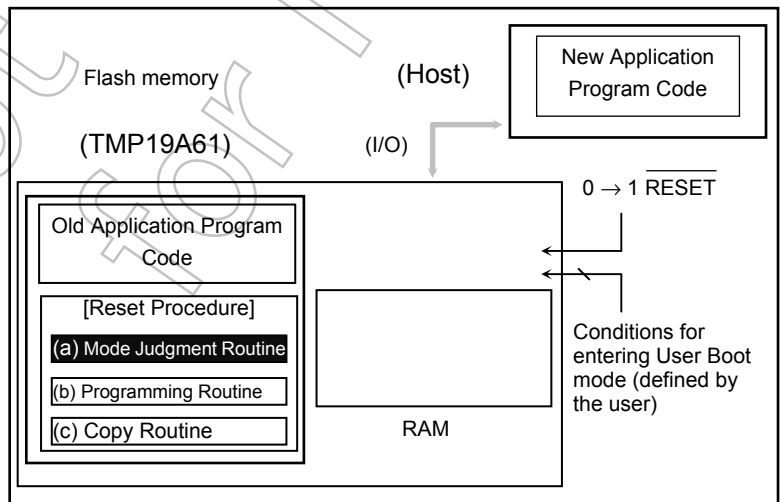 Flash memory
(Host)
New Application
Program Code
(TMP19A61)
(I/O)
0 → 1 RESET
Old Application Program
Code
[Reset Procedure]
(a) Mode Judgment Routine
(b) Programming Routine
(c) Copy Routine
RAM
Conditions for
entering User Boot
mode (defined by
the user)